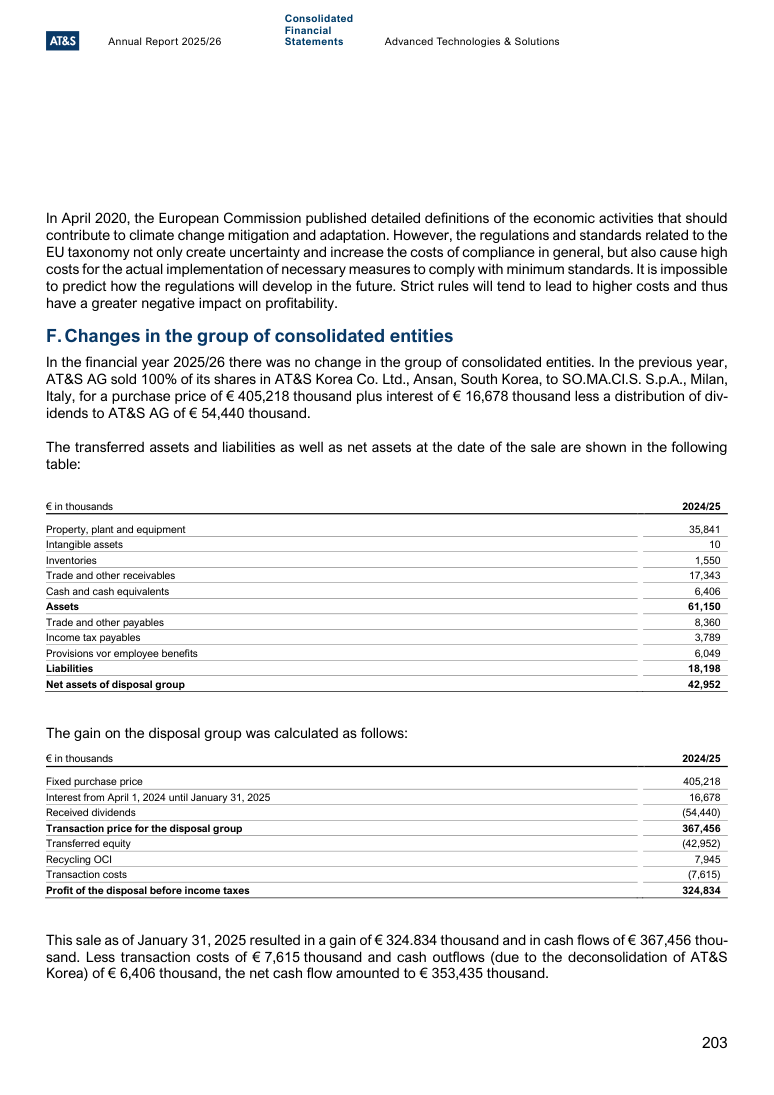 Consolidated
Financial
Statements
AT&S Annual Report 2025/26 Advanced Technologies & Solutions
In April 2020, the European Commission published detailed definitions of the economic activities that should
contribute to climate change mitigation and adaptation. However, the regulations and standards related to the
EU taxonomy not only create uncertainty and increase the costs of compliance in general, but also cause high
costs for the actual implementation of necessary measures to comply with minimum standards. It is impossible
to predict how the regulations will develop in the future. Strict rules will tend to lead to higher costs and thus
have a greater negative impact on profitability.
F. Changes in the group of consolidated entities
In the financial year 2025/26 there was no change in the group of consolidated entities. In the previous year,
AT&S AG sold 100% of its shares in AT&S Korea Co. Ltd., Ansan, South Korea, to SO.MA.CI.S. S.p.A., Milan,
Italy, for a purchase price of € 405,218 thousand plus interest of € 16,678 thousand less a distribution of div-
idends to AT&S AG of € 54,440 thousand.
The transferred assets and liabilities as well as net assets at the date of the sale are shown in the following
table:
€ in thousands 2024/25
Property, plant and equipment 35,841
Intangible assets 10
Inventories 1,550
Trade and other receivables 17,343
Cash and cash equivalents 6,406
Assets 61,150
Trade and other payables 8,360
Income tax payables 3,789
Provisions vor employee benefits 6,049
Liabilities 18,198
Net assets of disposal group 42,952
The gain on the disposal group was calculated as follows:
€ in thousands 2024/25
Fixed purchase price 405,218
Interest from April 1, 2024 until January 31, 2025 16,678
Received dividends (54,440)
Transaction price for the disposal group 367,456
Transferred equity (42,952)
Recycling OCI 7,945
Transaction costs (7,615)
Profit of the disposal before income taxes 324,834
This sale as of January 31, 2025 resulted in a gain of € 324.834 thousand and in cash flows of € 367,456 thou-
sand. Less transaction costs of € 7,615 thousand and cash outflows (due to the deconsolidation of AT&S
Korea) of € 6,406 thousand, the net cash flow amounted to € 353,435 thousand.
203